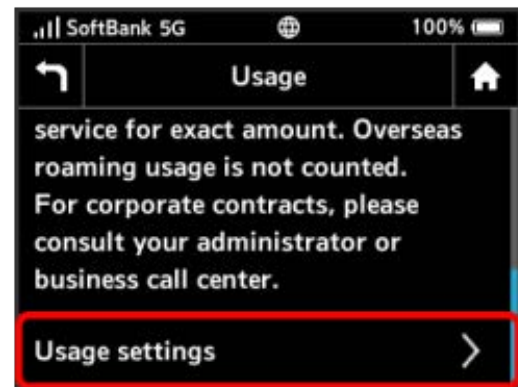 SoftBank 5G 100%
Usage
service for exact amount. Overseas
roaming usage is not counted.
For corporate contracts, please
consult your administrator or
business call center.
Usage settings